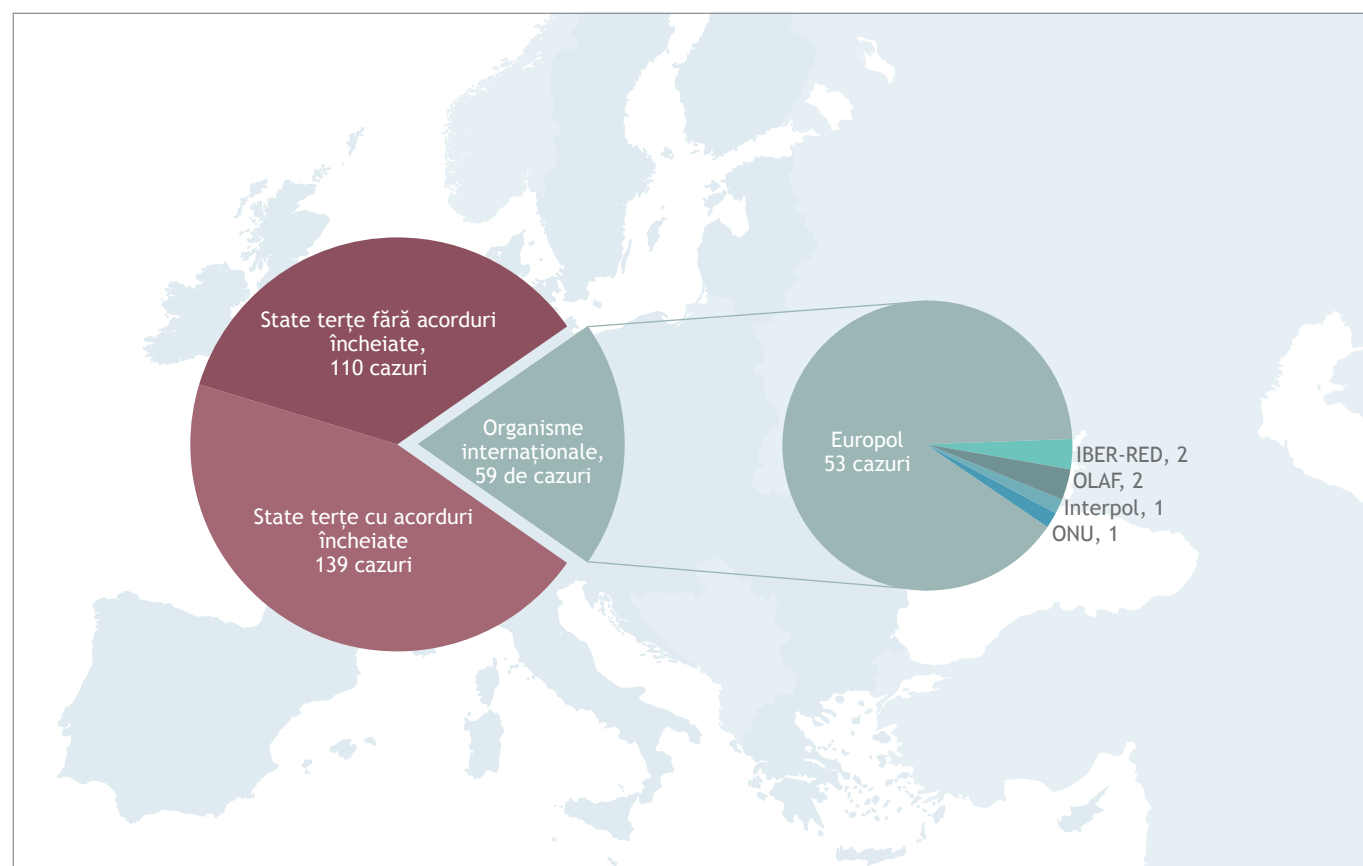 State terțe fără acorduri
încheiate,
110 cazuri
Organisme
internaționale,
59 de cazuri
State terțe cu acorduri
încheiate
139 cazuri
Europol
53 cazuri
IBER-RED, 2
OLAF, 2
Interpol, 1
ONU, 1